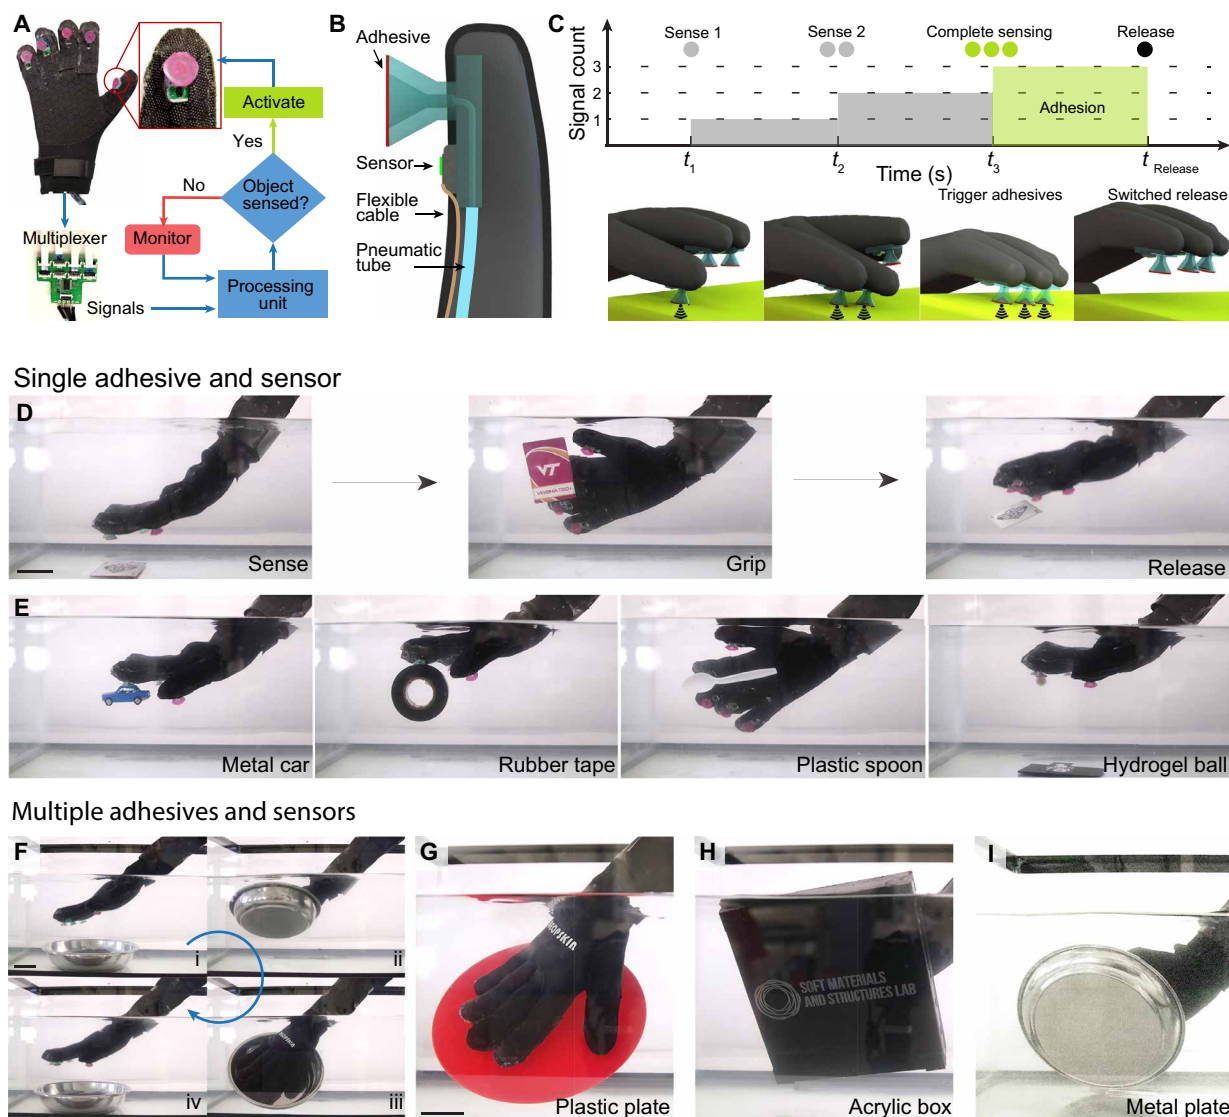 A
Activate
Yes
No
Object
sensed?
Monitor
Multiplexer
Processing
unit
Signals
B
Adhesive
Sensor
Flexible
cable
Pneumatic
tube
C
Sense 1
Sense 2
Complete sensing
Release
Signal count
3
2
1
Adhesion
t1
t2
t3
tRelease
Time (s)
Trigger adhesives
Switched release
Single adhesive and sensor
D
VT
VIRGINIA TECH
Sense
Grip
Release
E
Metal car
Rubber tape
Plastic spoon
Hydrogel ball
Multiple adhesives and sensors
F
i
ii
iii
iv
G
Plastic plate
H
SOFT MATERIALS
AND STRUCTURES LAB
Acrylic box
I
Metal plate